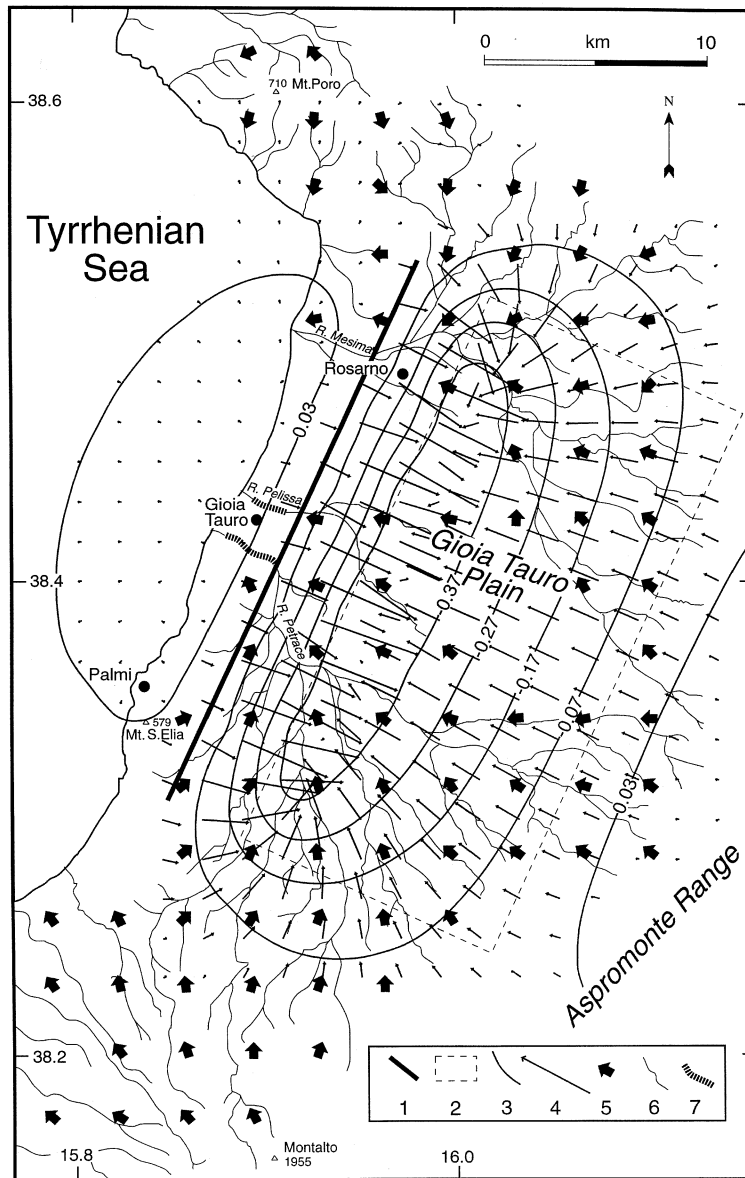 0 km 10
710 Mt.Poro
38.6
N
Tyrrhenian
Sea
R. Mesima
Rosarno
0.03
R. Pelissa
Gioia
Tauro
Gioia Tauro
Plain
38.4
-0.37
-0.27
-0.17
-0.07
-0.03
R. Petrace
Palmi
579
Mt. S.Elia
Aspromonte Range
38.2
1 2 3 4 5 6 7
Montalto
1955
15.8 16.0